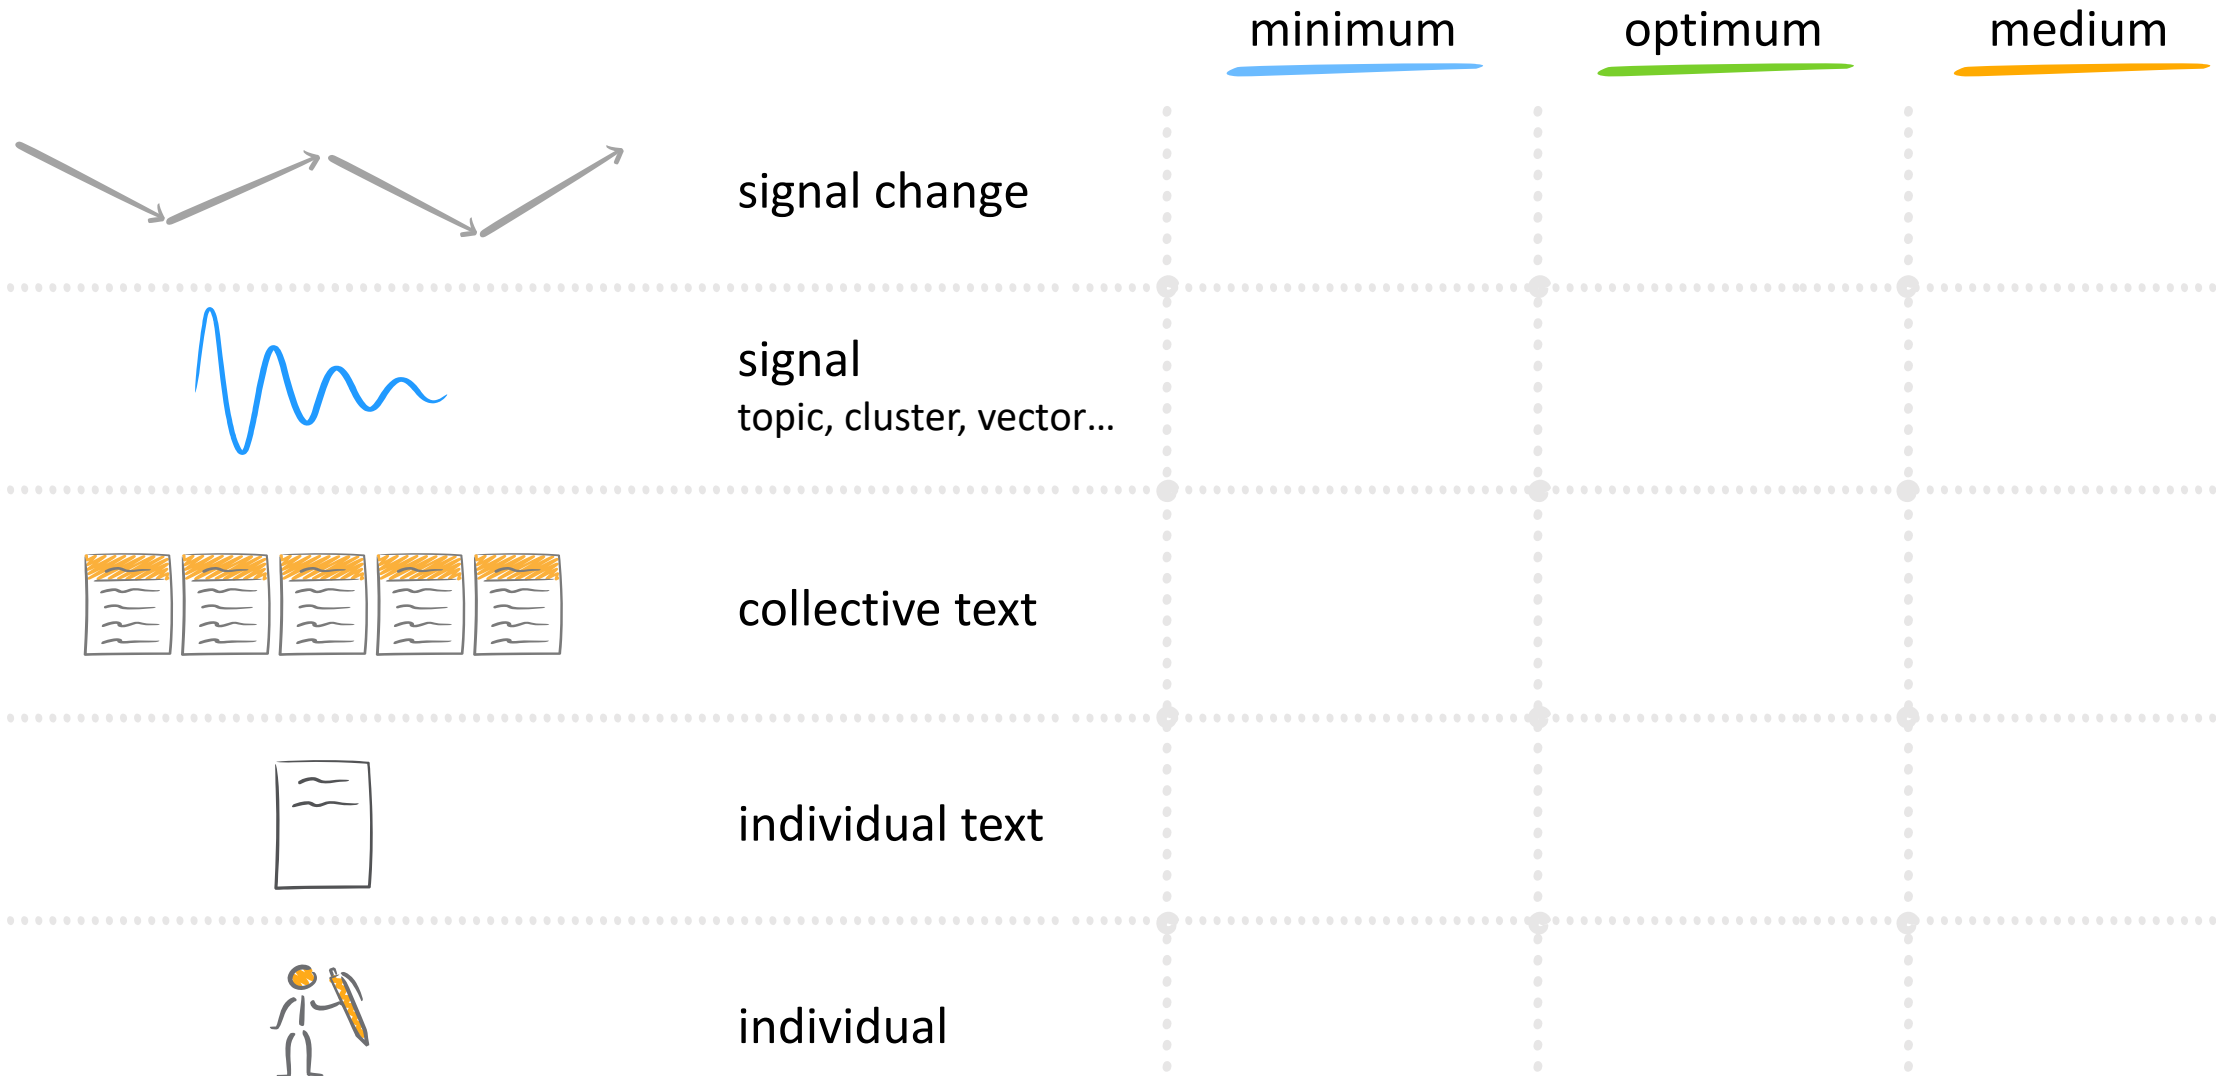 minimum optimum medium
signal change
signal
topic, cluster, vector...
collective text
individual text
individual